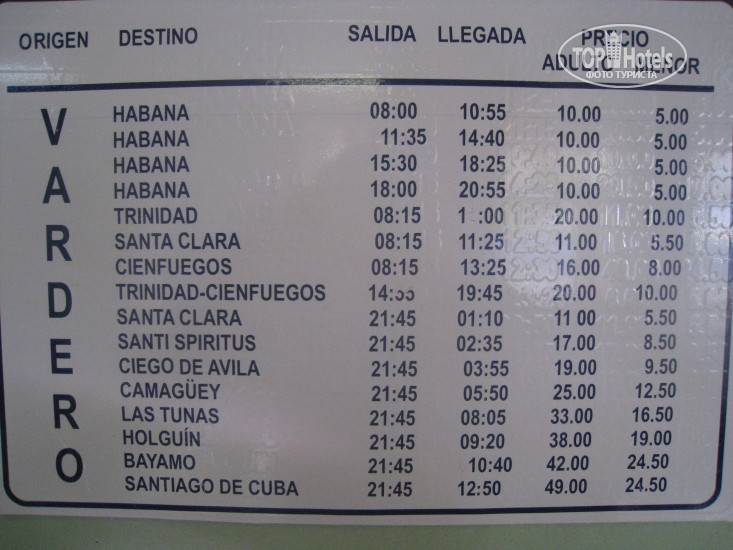 ORIGEN DESTINO SALIDA LLEGADA PRECIO
ADULTO MENOR
TOP Hotels
ФОТО ТУРИСТА
VARDERO
HABANA 08:00 10:55 10.00 5.00
HABANA 11:35 14:40 10.00 5.00
HABANA 15:30 18:25 10.00 5.00
HABANA 18:00 20:55 10.00 5.00
TRINIDAD 08:15 20.00 10.00
SANTA CLARA 08:15 11:25 11.00 5.50
CIENFUEGOS 08:15 13:25 16.00 8.00
TRINIDAD-CIENFUEGOS 19:45 20.00 10.00
SANTA CLARA 21:45 01:10 11 00 5.50
SANTI SPIRITUS 21:45 02:35 17.00 8.50
CIEGO DE AVILA 21:45 03:55 19.00 9.50
CAMAGÜEY 21:45 05:50 25.00 12.50
LAS TUNAS 21:45 08:05 33.00 16.50
HOLGUÍN 21:45 09:20 38.00 19.00
BAYAMO 21:45 10:40 42.00 24.50
SANTIAGO DE CUBA 21:45 12:50 49.00 24.50